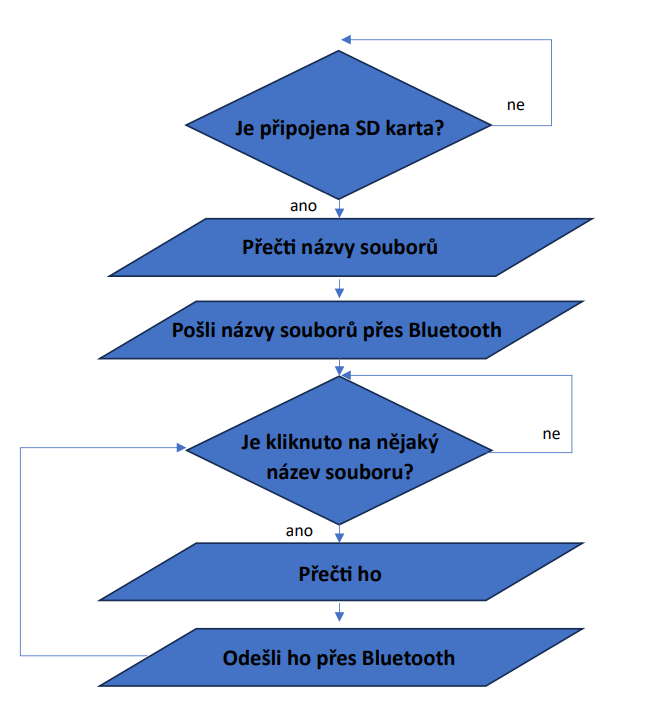 ne
Je připojena SD karta?
ano
Přečti názvy souborů
Pošli názvy souborů přes Bluetooth
ne
Je kliknuto na nějaký
název souboru?
ano
Přečti ho
Odešli ho přes Bluetooth